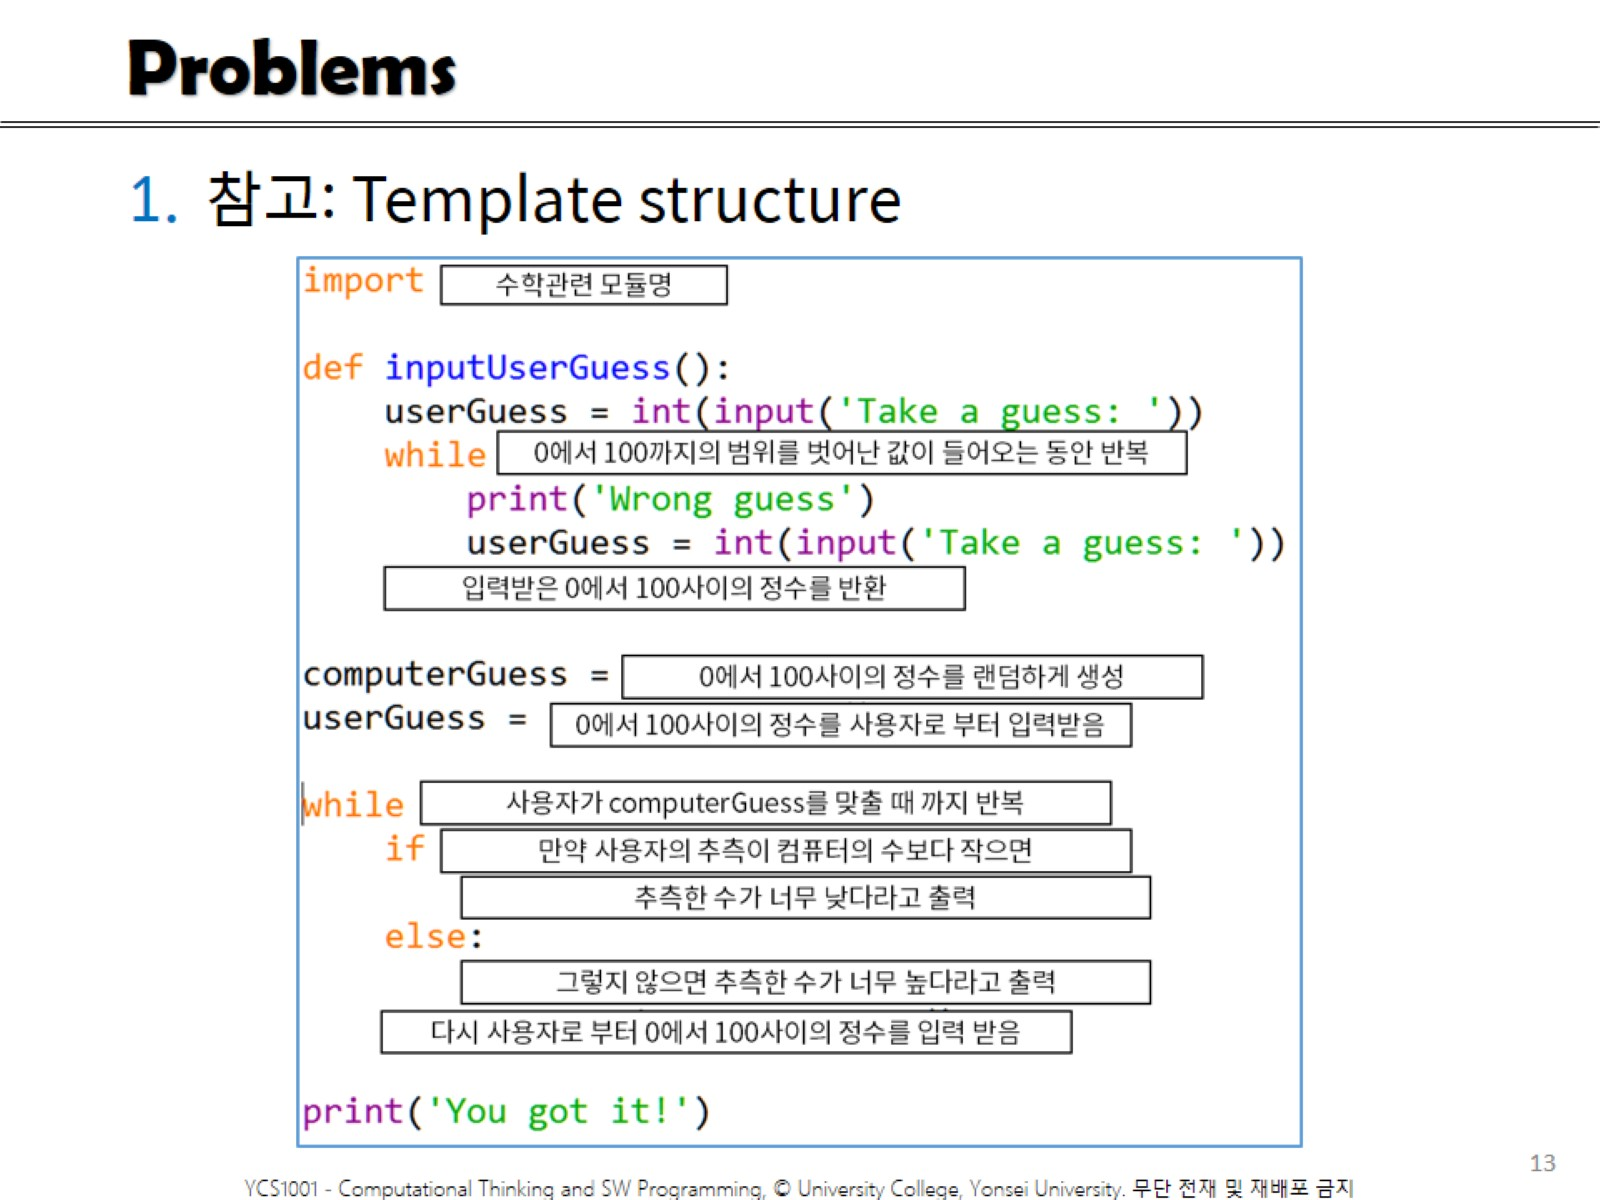 Problems
1. 참고: Template structure
import 수학관련 모듈명
def inputUserGuess():
userGuess = int(input('Take a guess: '))
while 0에서 100까지의 범위를 벗어난 값이 들어오는 동안 반복
print('Wrong guess')
userGuess = int(input('Take a guess: '))
입력받은 0에서 100사이의 정수를 반환
computerGuess = 0에서 100사이의 정수를 랜덤하게 생성
userGuess = 0에서 100사이의 정수를 사용자로 부터 입력받음
while 사용자가 computerGuess를 맞출 때 까지 반복
if 만약 사용자의 추측이 컴퓨터의 수보다 작으면
추측한 수가 너무 낮다라고 출력
else:
그렇지 않으면 추측한 수가 너무 높다라고 출력
다시 사용자로 부터 0에서 100사이의 정수를 입력 받음
print('You got it!')
13
YCS1001 - Computational Thinking and SW Programming, © University College, Yonsei University. 무단 전재 및 재배포 금지